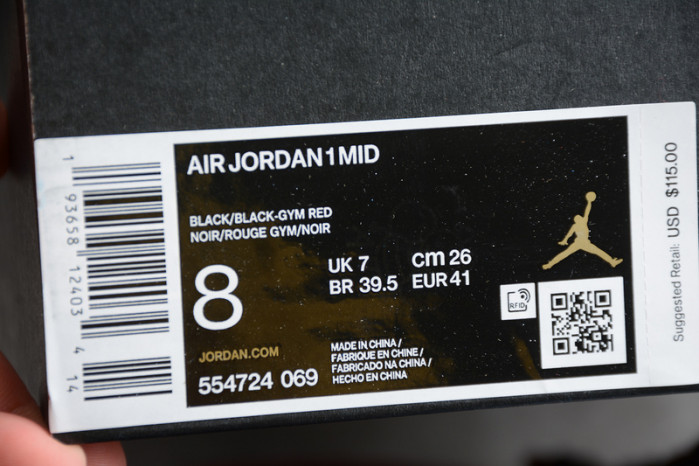 AIR JORDAN 1 MID
BLACK/BLACK-GYM RED
NOIR/ROUGE GYM/NOIR
8
UK 7 cm 26
BR 39.5 EUR 41
RFID
JORDAN.COM
554724 069
MADE IN CHINA /
FABRIQUE EN CHINE /
FABRICADO NA CHINA /
HECHO EN CHINA
1 93658 12403 4 14
Suggested Retail: USD $115.00